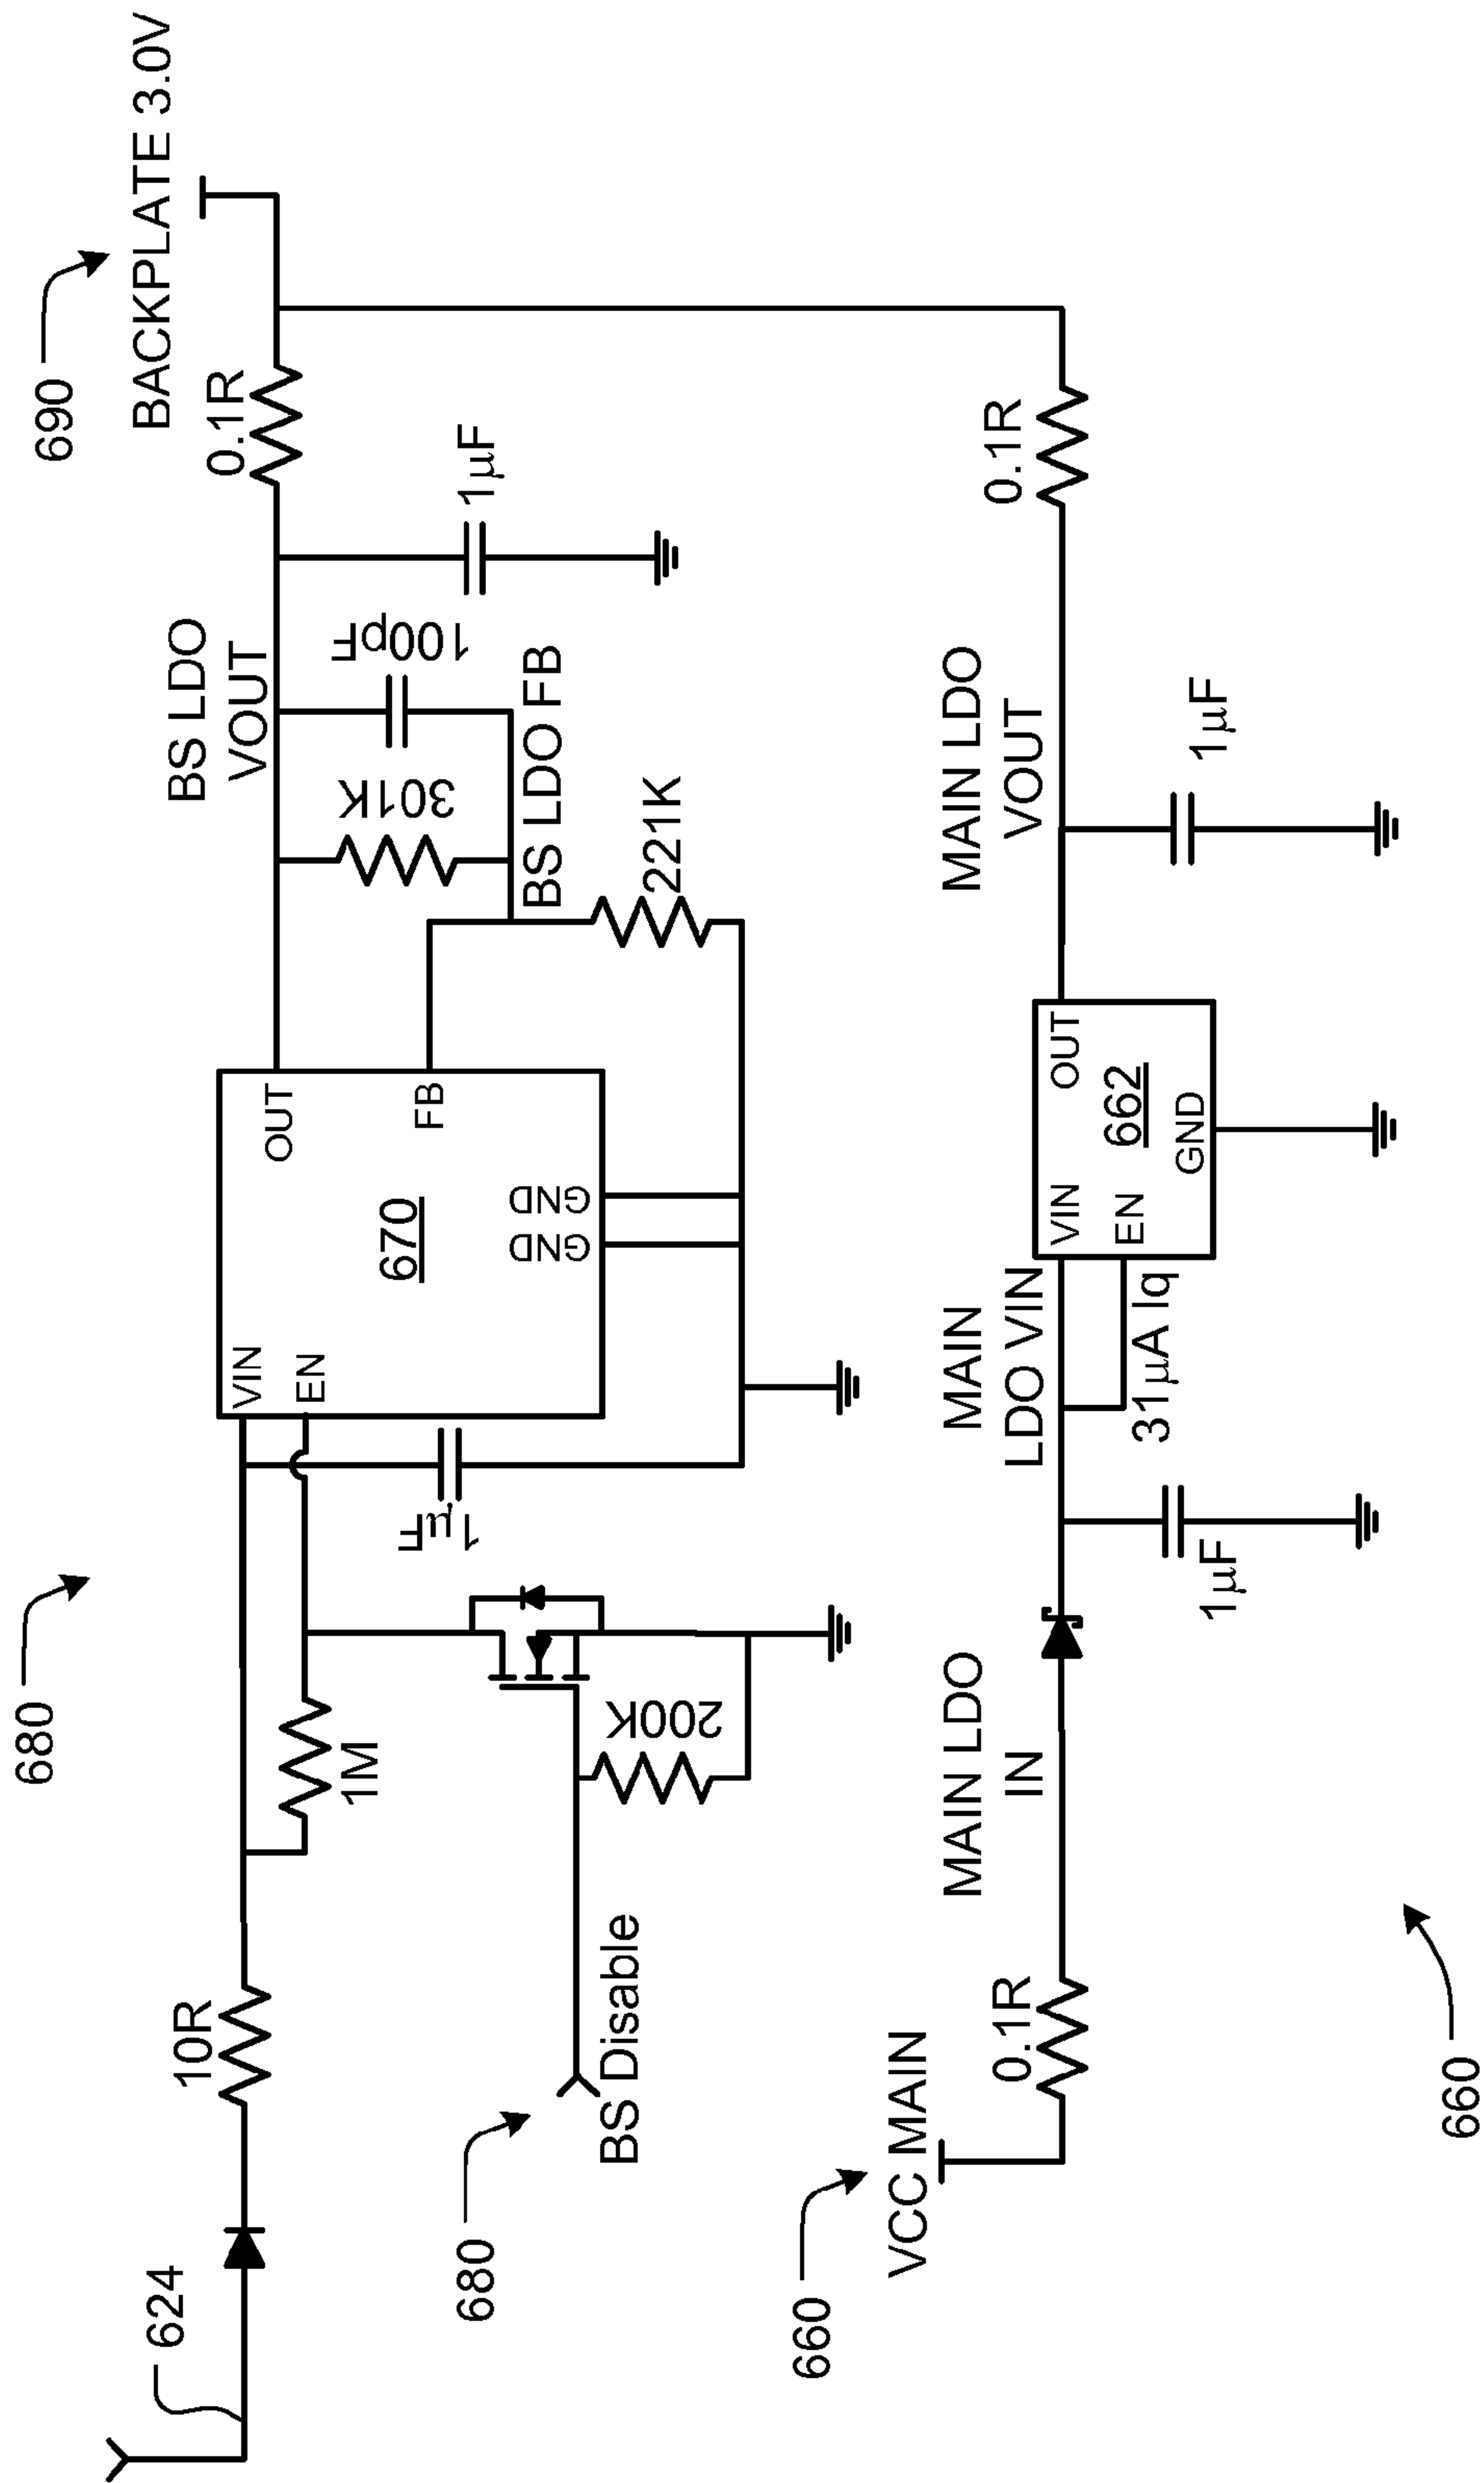 680
690
BACKPLATE 3.0V
624
10R
1M
VIN
EN
670
OUT
FB
GND
GND
BS LDO
VOUT
0.1R
301K
100pF
1µF
BS LDO FB
221K
1µF
200K
680
BS Disable
660
VCC MAIN
0.1R
MAIN LDO
IN
1µF
MAIN
LDO VIN
31µA Iq
VIN
EN
OUT
662
GND
MAIN LDO
VOUT
1µF
0.1R
660